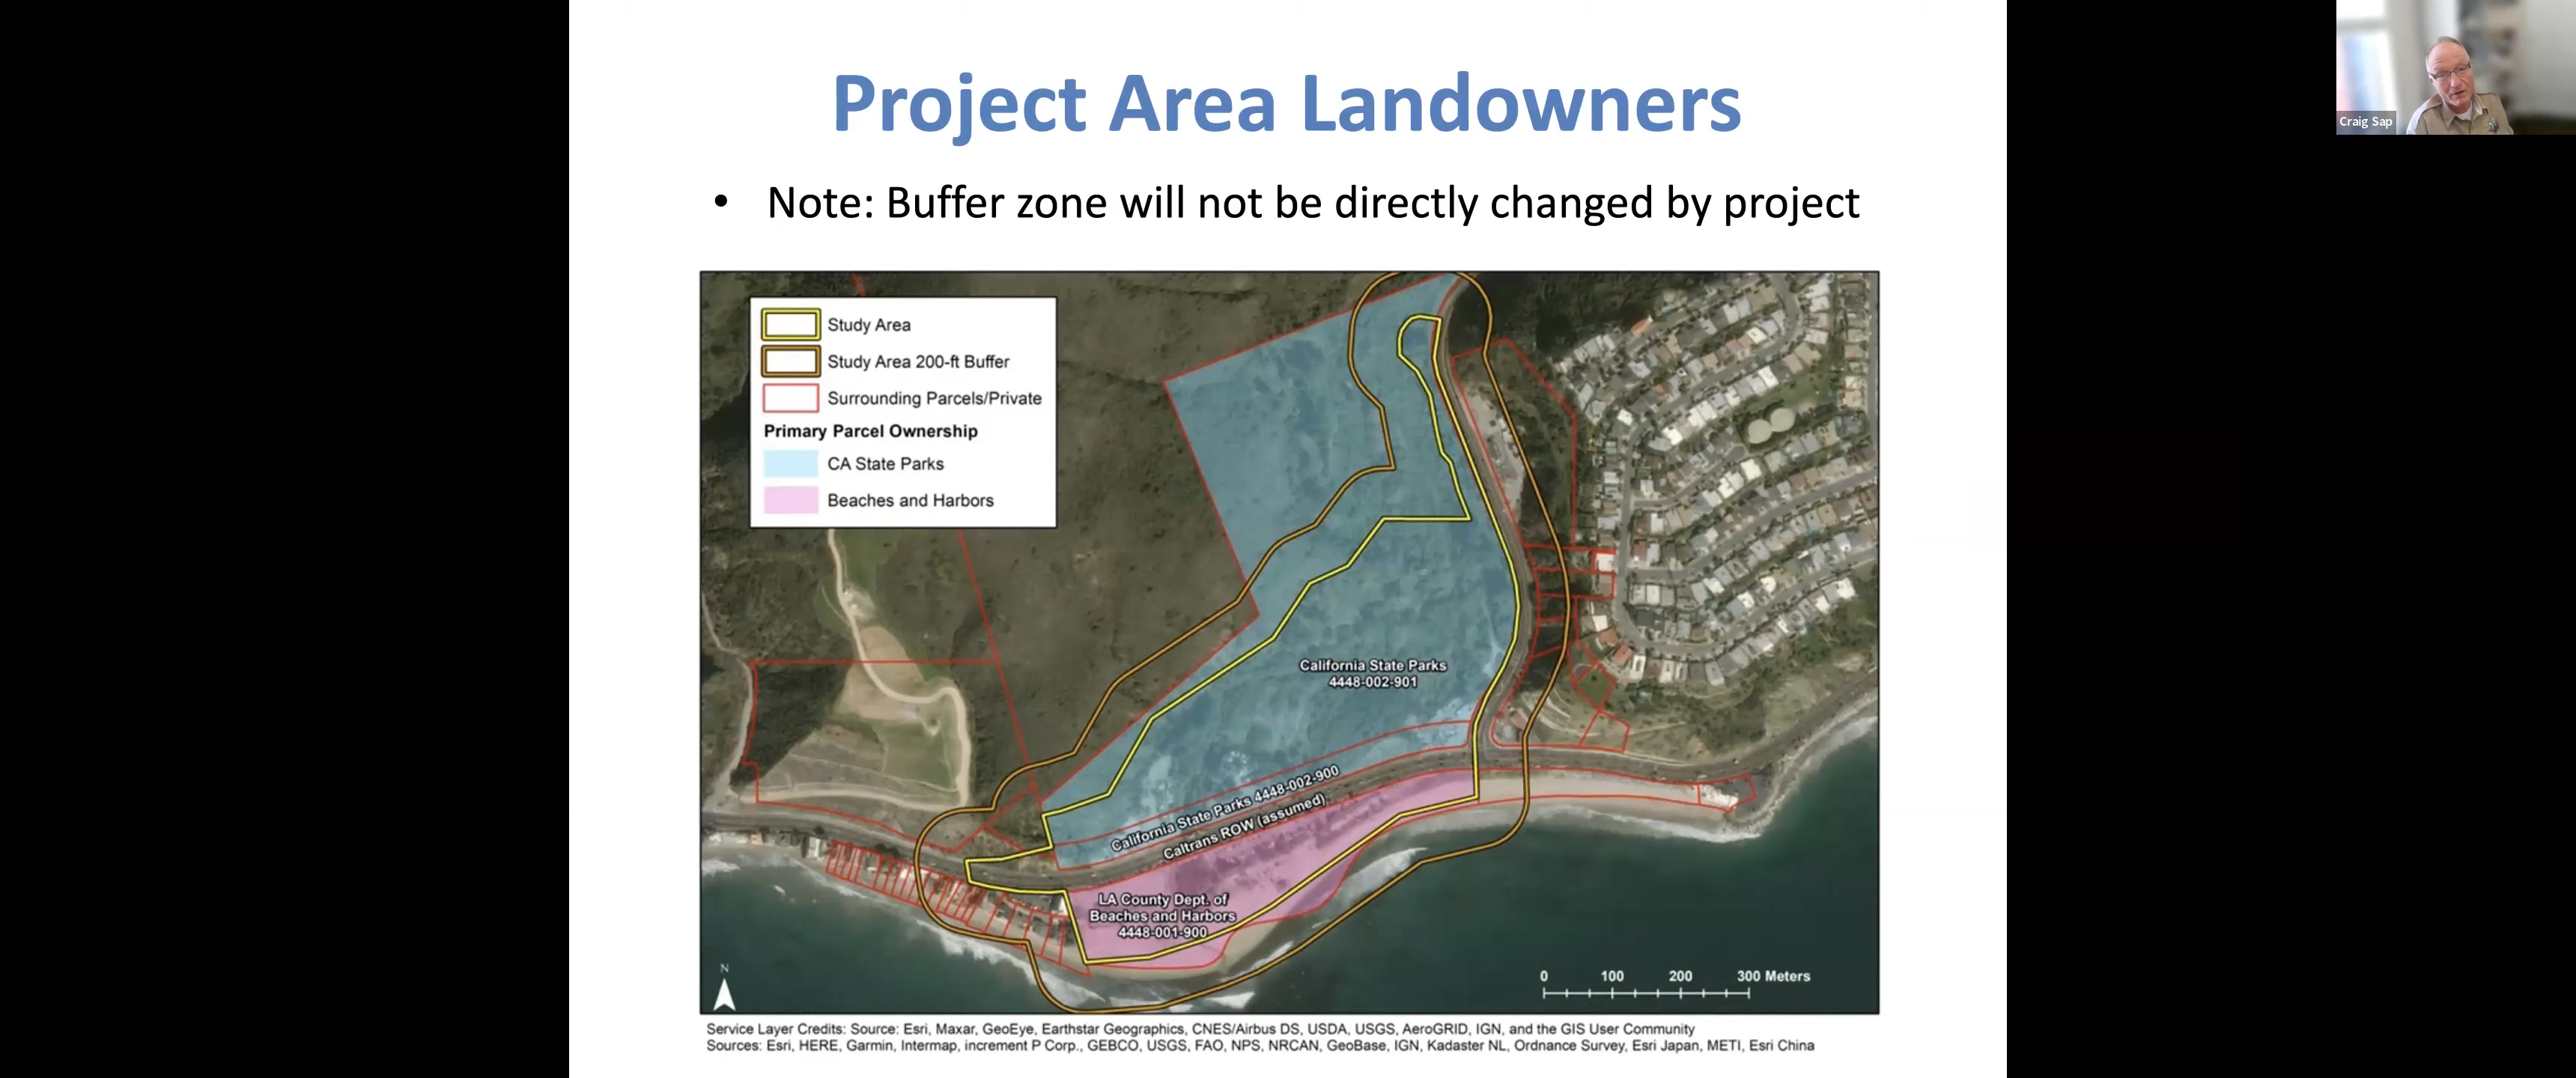 Project Area Landowners
• Note: Buffer zone will not be directly changed by project
Study Area
Study Area 200-ft Buffer
Surrounding Parcels/Private
Primary Parcel Ownership
CA State Parks
Beaches and Harbors
California State Parks
4448-002-901
California State Parks 4448-002-900
Caltrans ROW (assumed)
LA County Dept. of
Beaches and Harbors
4448-001-900
N
0 100 200 300 Meters
Service Layer Credits: Source: Esri, Maxar, GeoEye, Earthstar Geographics, CNES/Airbus DS, USDA, USGS, AeroGRID, IGN, and the GIS User Community
Sources: Esri, HERE, Garmin, Intermap, increment P Corp., GEBCO, USGS, FAO, NPS, NRCAN, GeoBase, IGN, Kadaster NL, Ordnance Survey, Esri Japan, METI, Esri China
Craig Sap